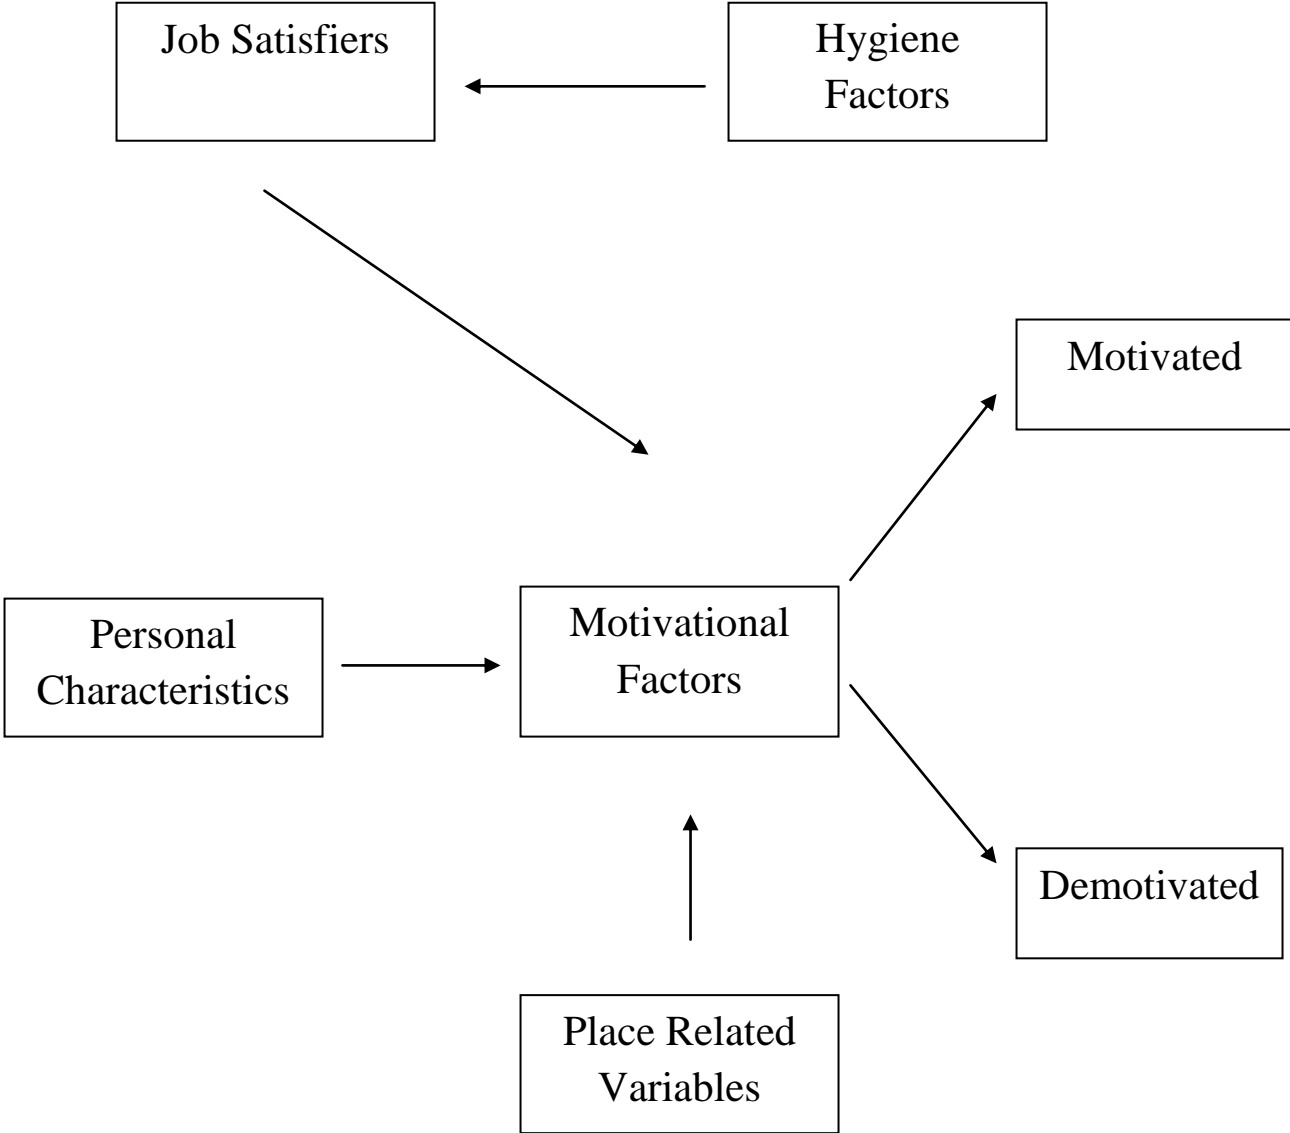 Job Satisfiers
Hygiene
Factors
Motivated
Personal
Characteristics
Motivational
Factors
Demotivated
Place Related
Variables